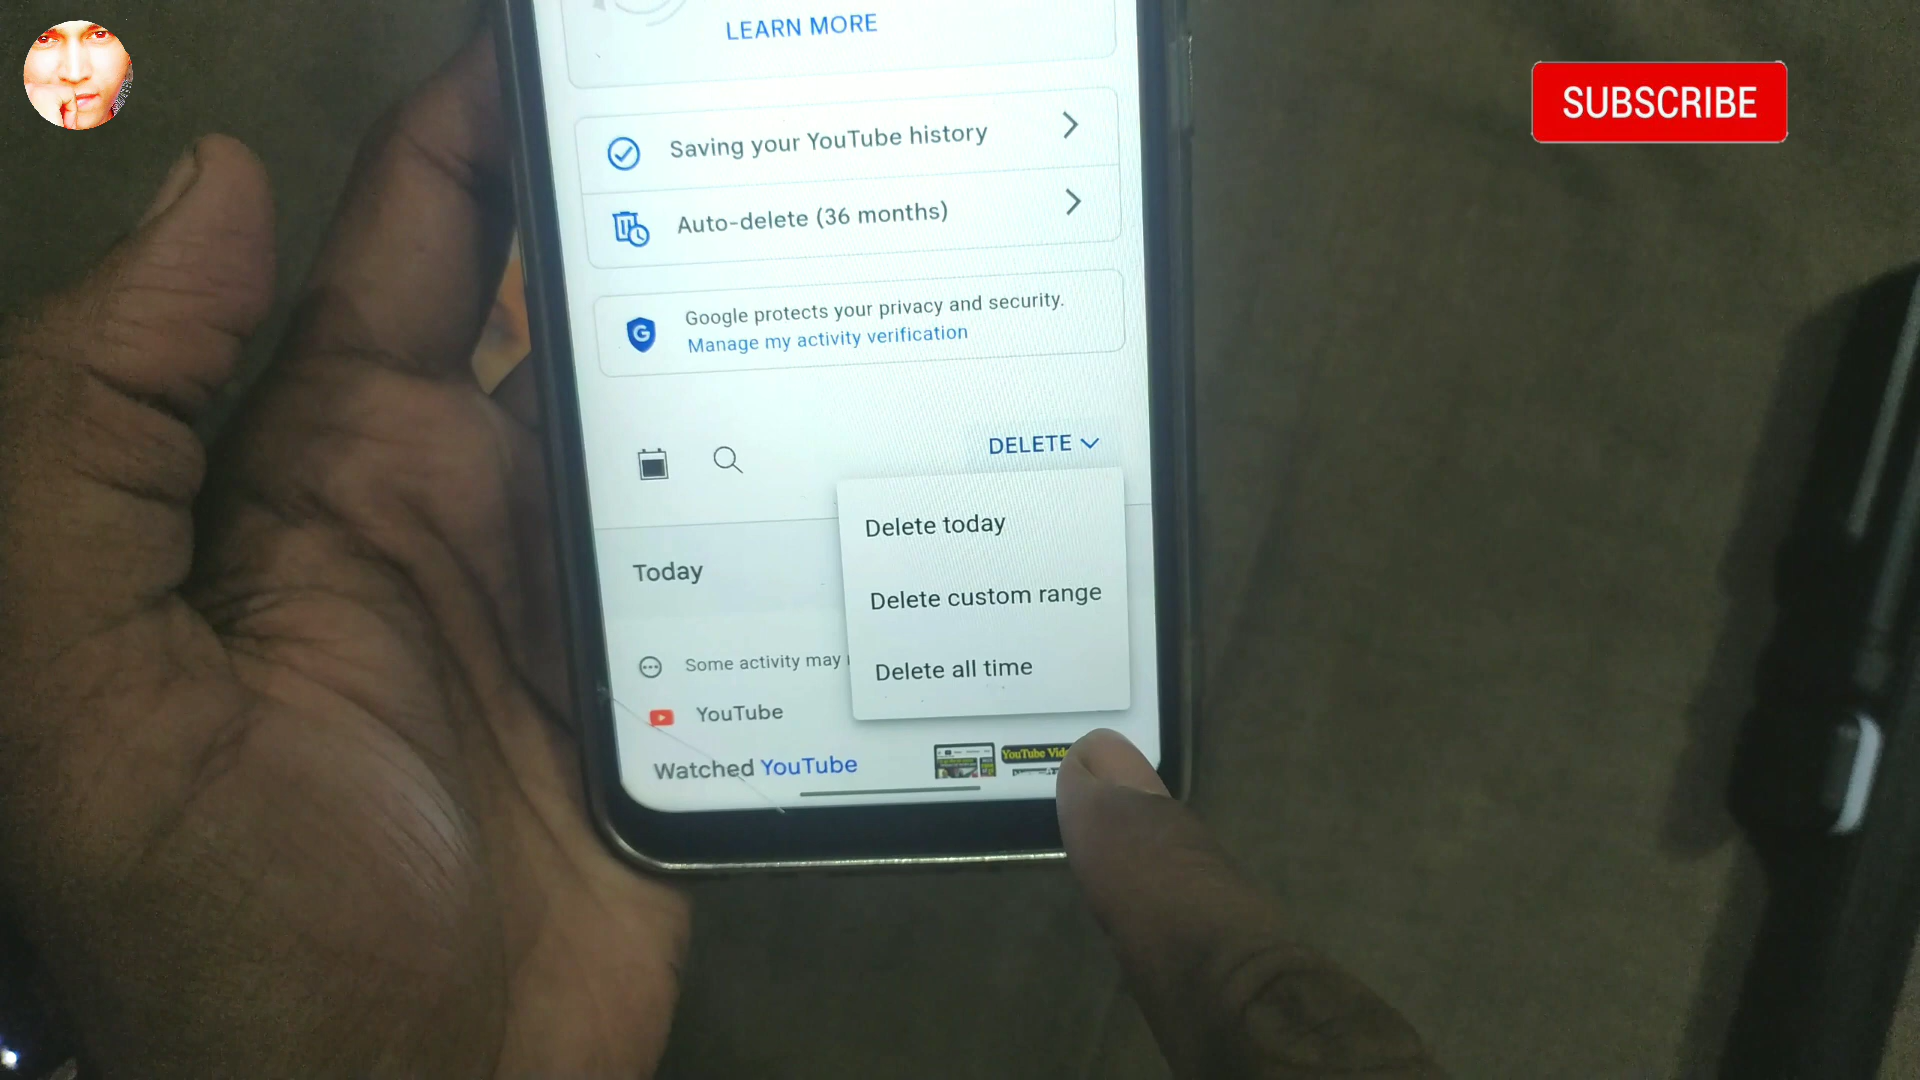 LEARN MORE
SUBSCRIBE
Saving your YouTube history
Auto-delete (36 months)
Google protects your privacy and security.
Manage my activity verification
DELETE
Delete today
Today
Delete custom range
Some activity may
Delete all time
YouTube
Watched YouTube
YouTube